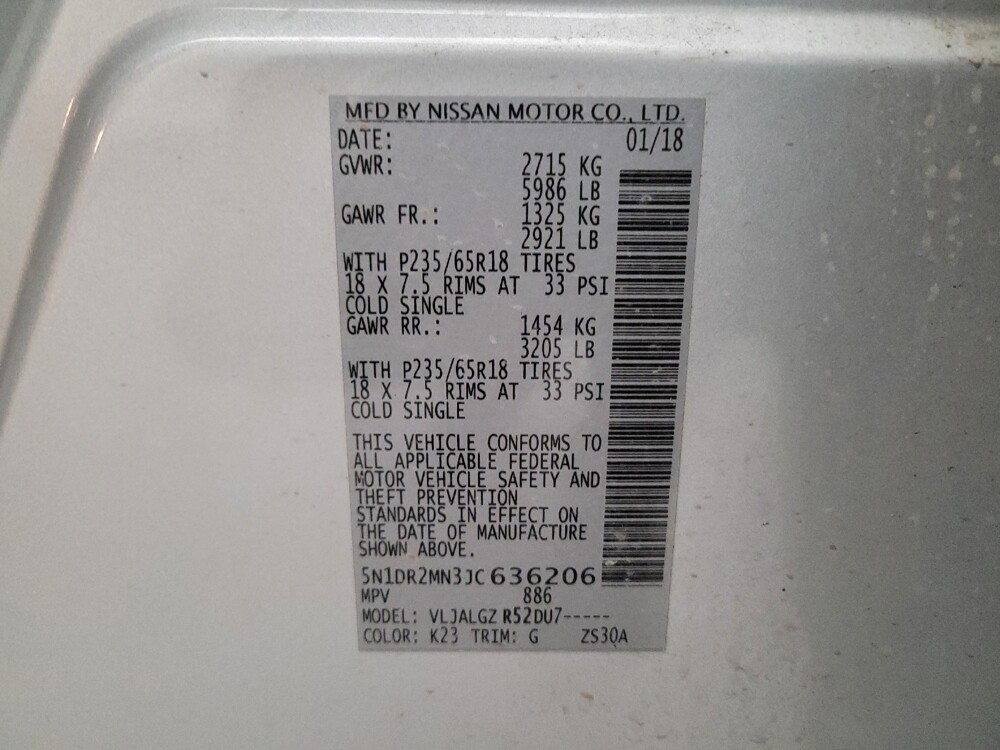 MFD BY NISSAN MOTOR CO., LTD.
DATE: 01/18
GVWR: 2715 KG
5986 LB
GAWR FR.: 1325 KG
2921 LB
WITH P235/65R18 TIRES
18 X 7.5 RIMS AT 33 PSI
COLD SINGLE
GAWR RR.: 1454 KG
3205 LB
WITH P235/65R18 TIRES
18 X 7.5 RIMS AT 33 PSI
COLD SINGLE
THIS VEHICLE CONFORMS TO
ALL APPLICABLE FEDERAL
MOTOR VEHICLE SAFETY AND
THEFT PREVENTION
STANDARDS IN EFFECT ON
THE DATE OF MANUFACTURE
SHOWN ABOVE.
5N1DR2MN3JC636206
MPV 886
MODEL: VLJALGZ R52DU7-----
COLOR: K23 TRIM: G ZS30A